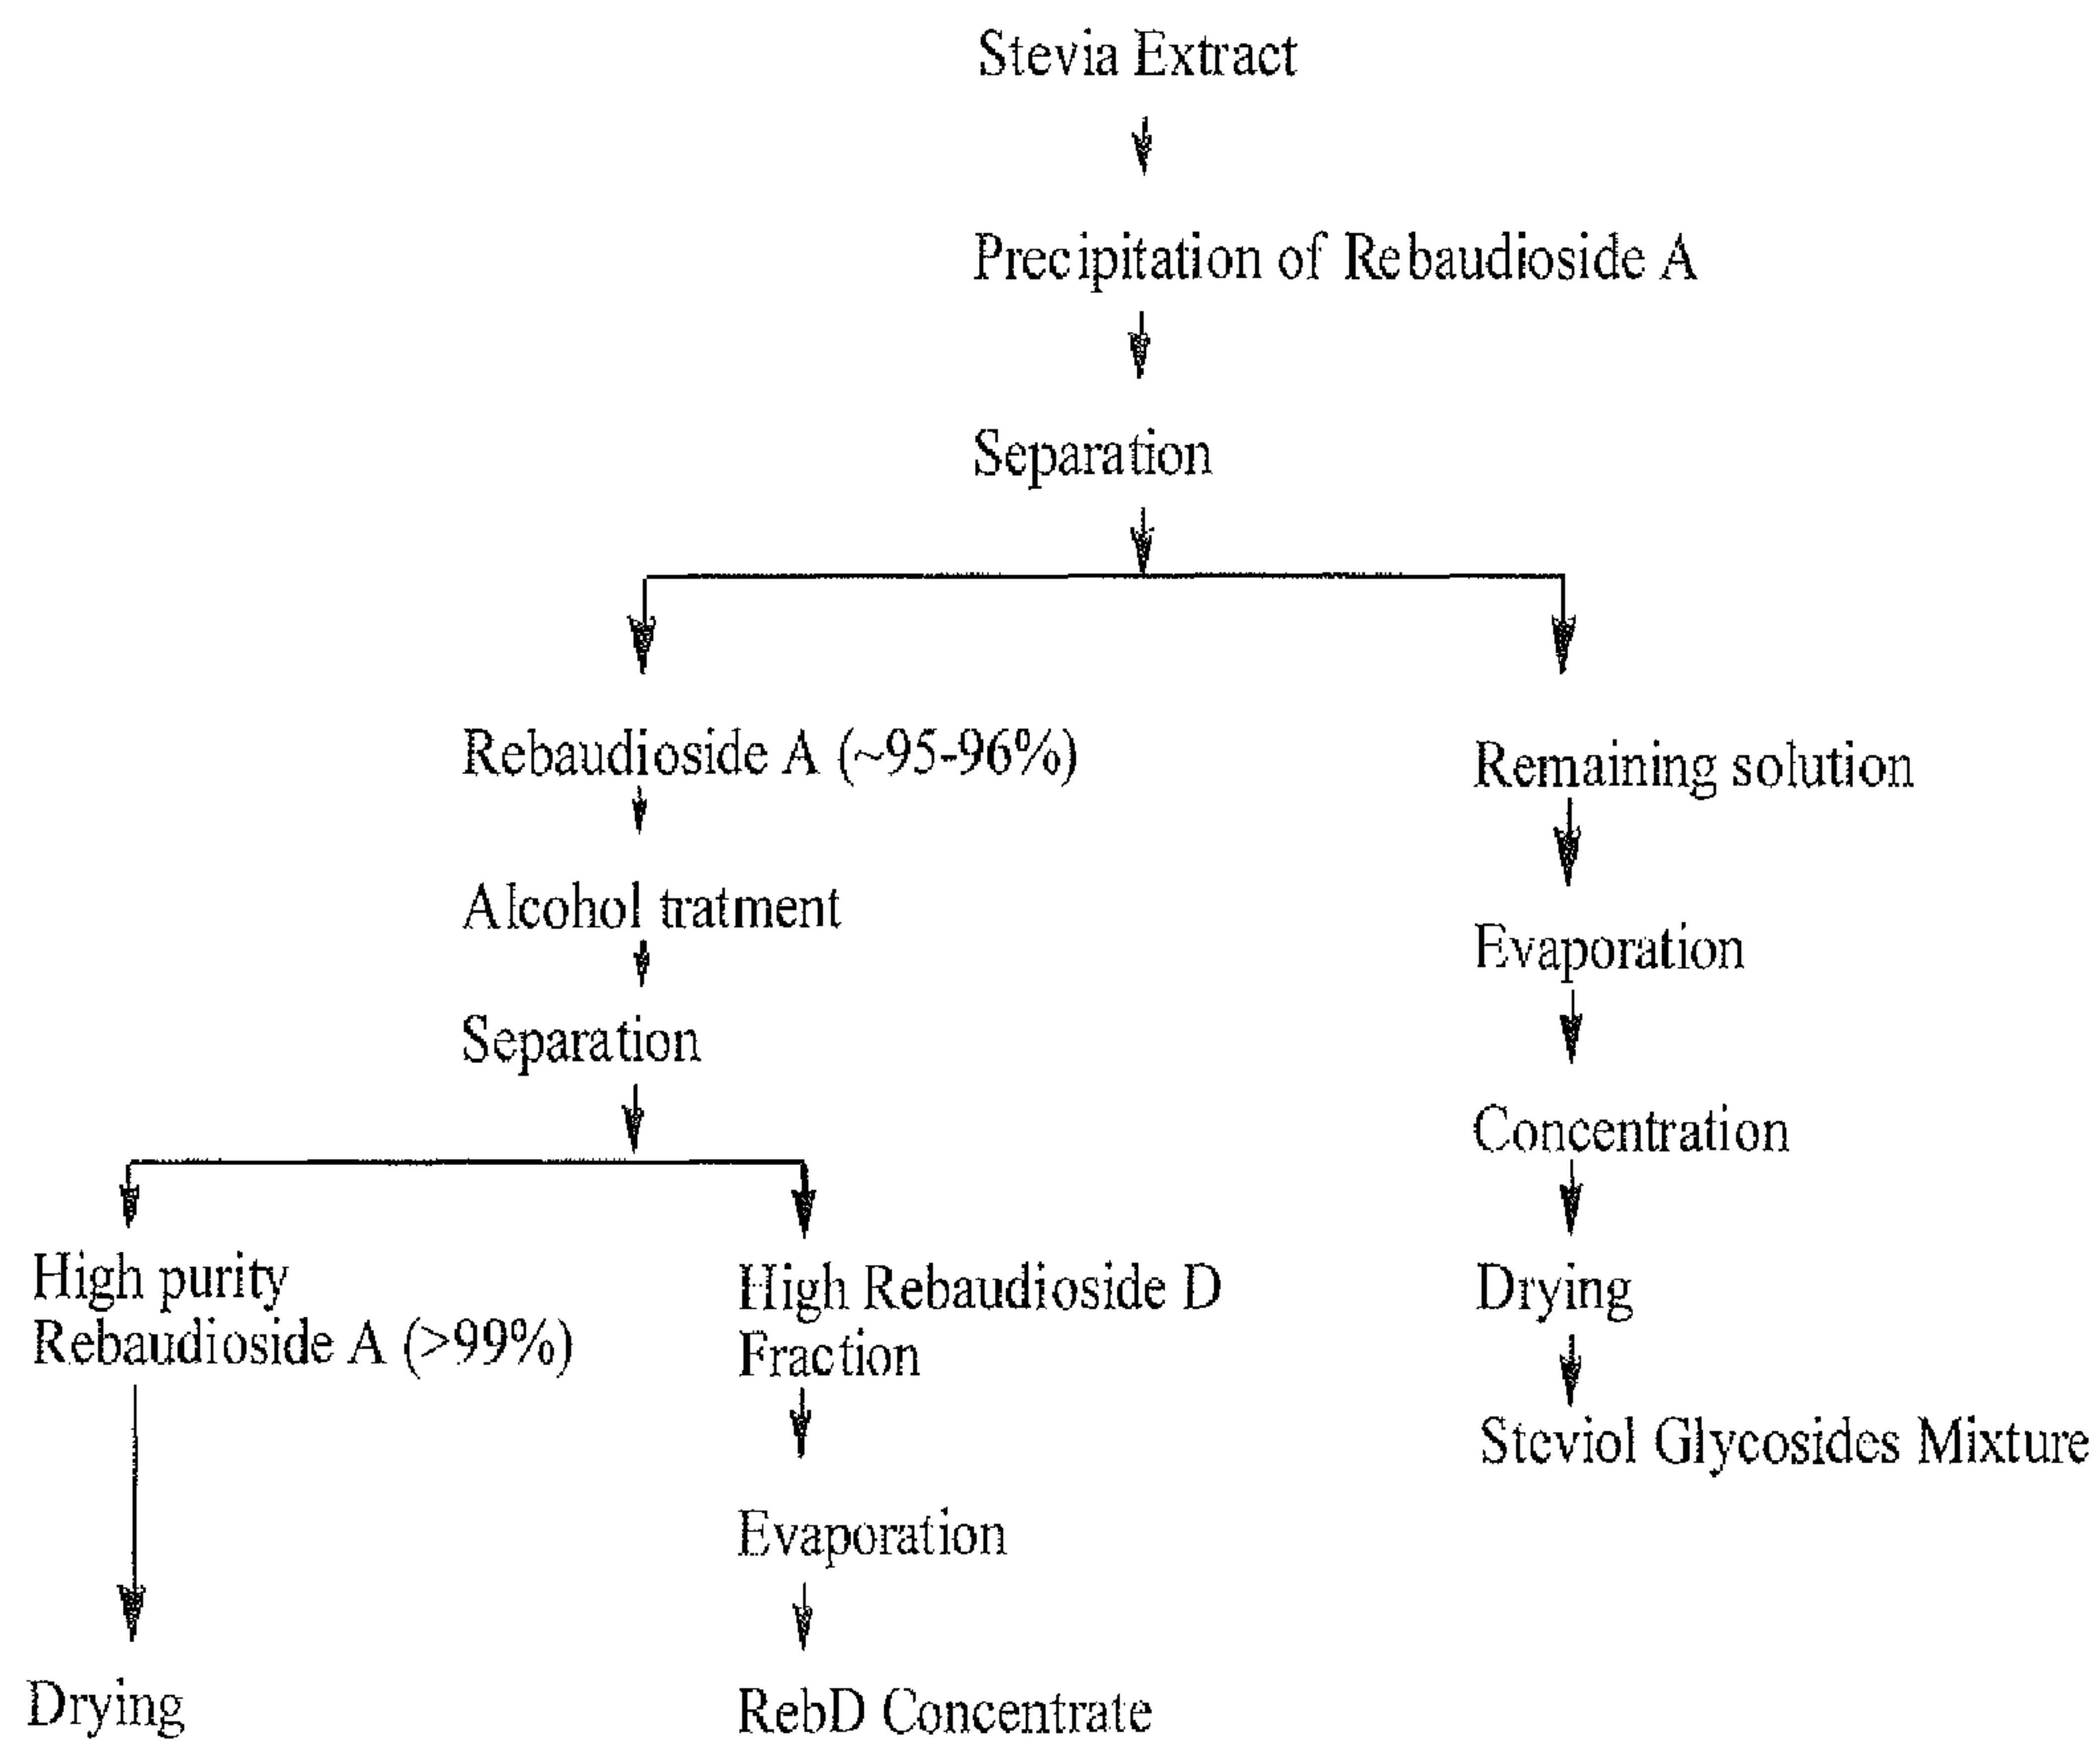 Stevia Extract
Precipitation of Rebaudioside A
Separation
Rebaudioside A (~95-96%)
Alcohol tratment
Separation
High purity
Rebaudioside A (>99%)
Drying
High Rebaudioside D
Fraction
Evaporation
RebD Concentrate
Remaining solution
Evaporation
Concentration
Drying
Steviol Glycosides Mixture